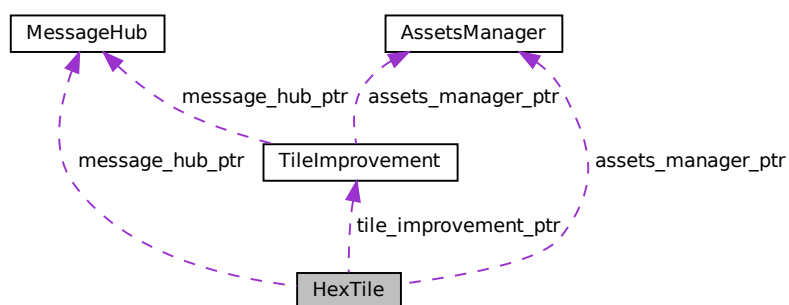 MessageHub
AssetsManager
message_hub_ptr
assets_manager_ptr
TileImprovement
message_hub_ptr
assets_manager_ptr
tile_improvement_ptr
HexTile